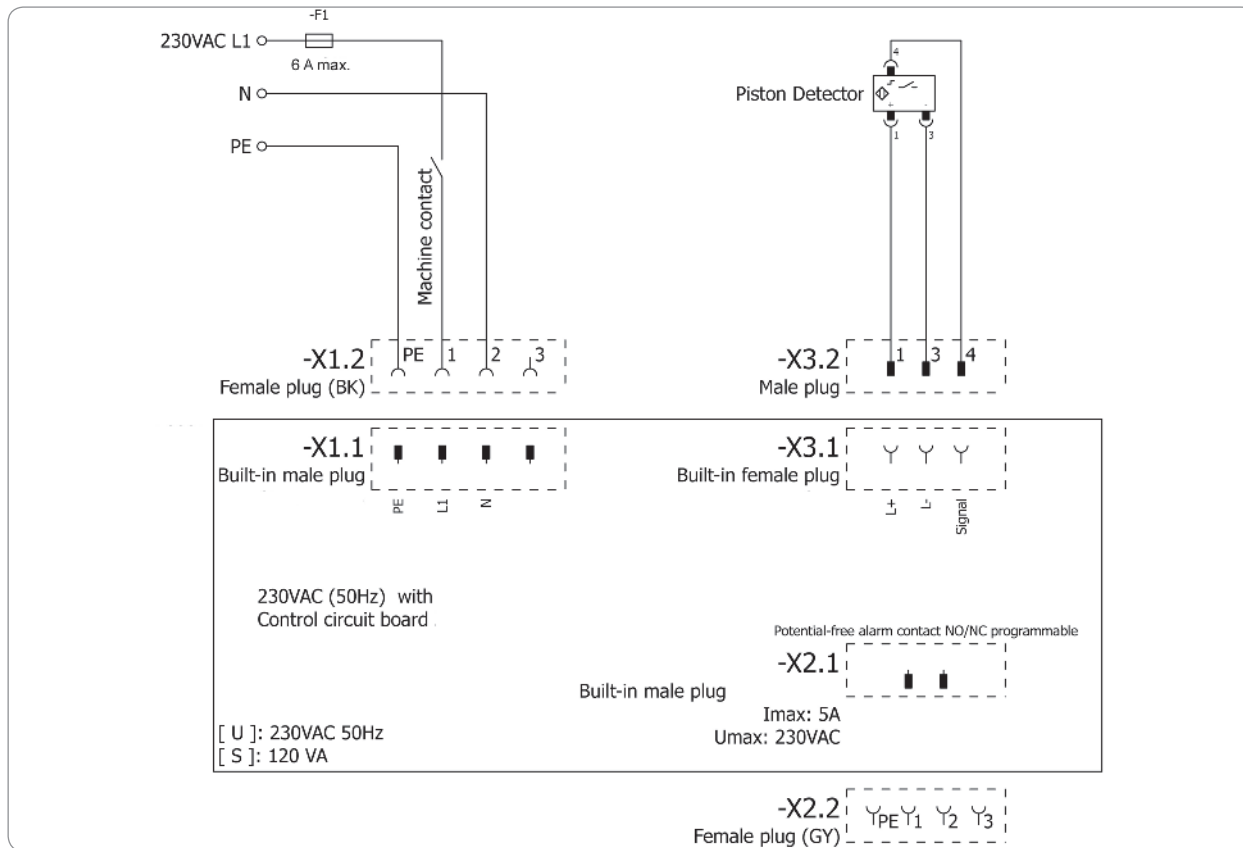 -F1
230VAC L1
6 A max.
N
PE
Machine contact
4
Piston Detector
+ -
1 3
-X1.2 PE 1 2 3
Female plug (BK)
-X3.2 1 3 4
Male plug
-X1.1
Built-in male plug
PE L1 N
-X3.1
Built-in female plug
L+ L- Signal
230VAC (50Hz) with
Control circuit board
Potential-free alarm contact NO/NC programmable
-X2.1
Built-in male plug
Imax: 5A
Umax: 230VAC
[ U ]: 230VAC 50Hz
[ S ]: 120 VA
-X2.2 PE 1 2 3
Female plug (GY)